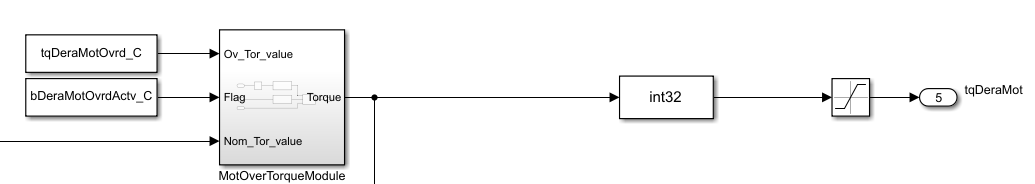 tqDeraMotOvrd_C
Ov_Tor_value
bDeraMotOvrdActv_C
Flag
Torque
int32
5
tqDeraMot
Nom_Tor_value
MotOverTorqueModule